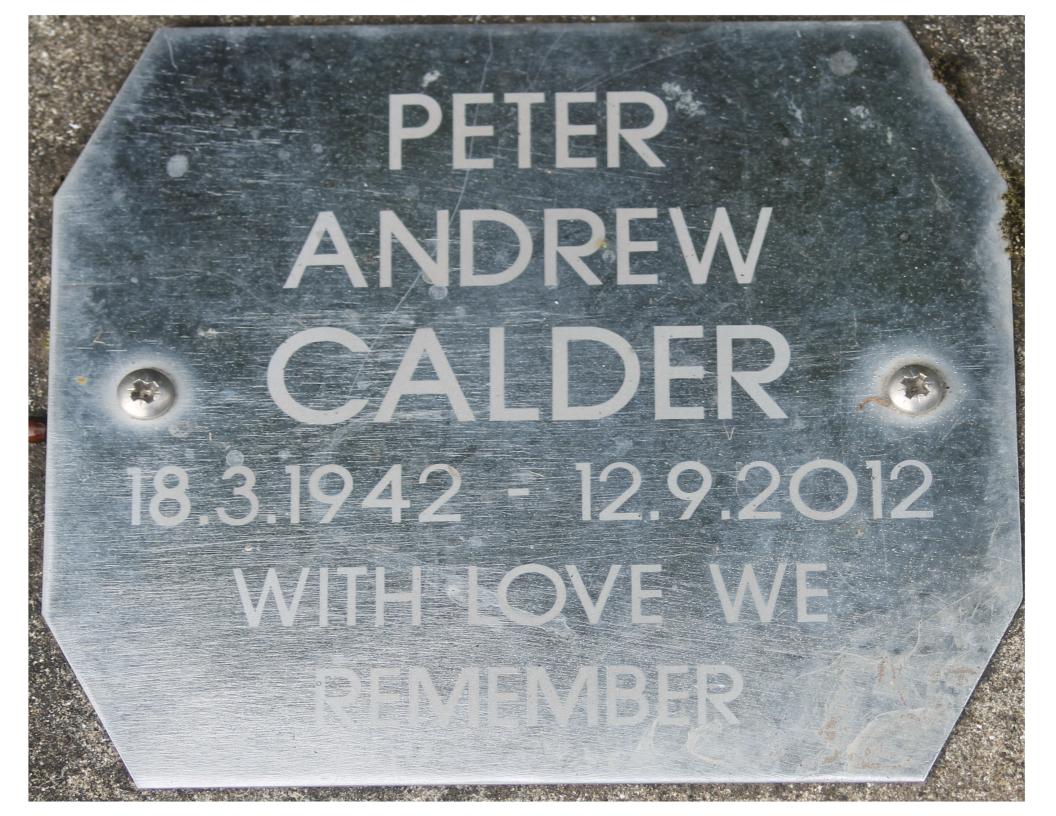 PETER
ANDREW
CALDER
18.3.1942 - 12.9.2012
WITH LOVE WE
REMEMBER